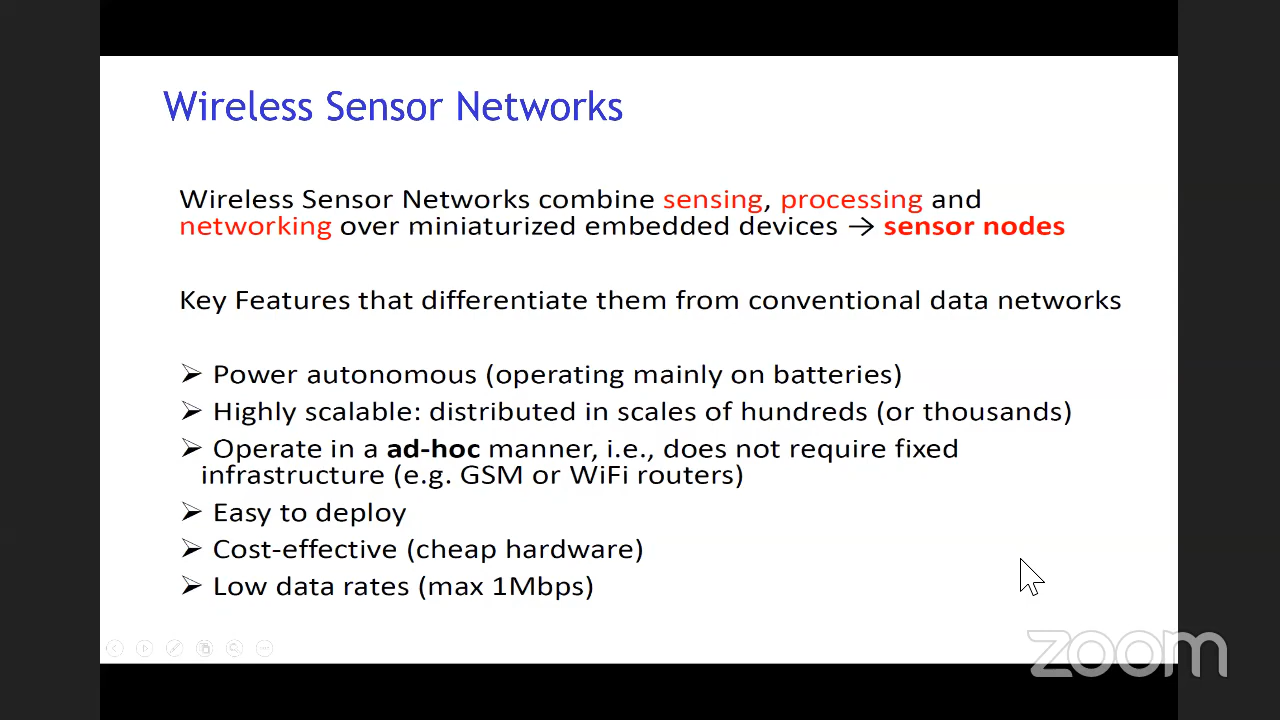 Wireless Sensor Networks
Wireless Sensor Networks combine sensing, processing and
networking over miniaturized embedded devices → sensor nodes
Key Features that differentiate them from conventional data networks
➢ Power autonomous (operating mainly on batteries)
➢ Highly scalable: distributed in scales of hundreds (or thousands)
➢ Operate in a ad-hoc manner, i.e., does not require fixed
infrastructure (e.g. GSM or WiFi routers)
➢ Easy to deploy
➢ Cost-effective (cheap hardware)
➢ Low data rates (max 1Mbps)
zoom